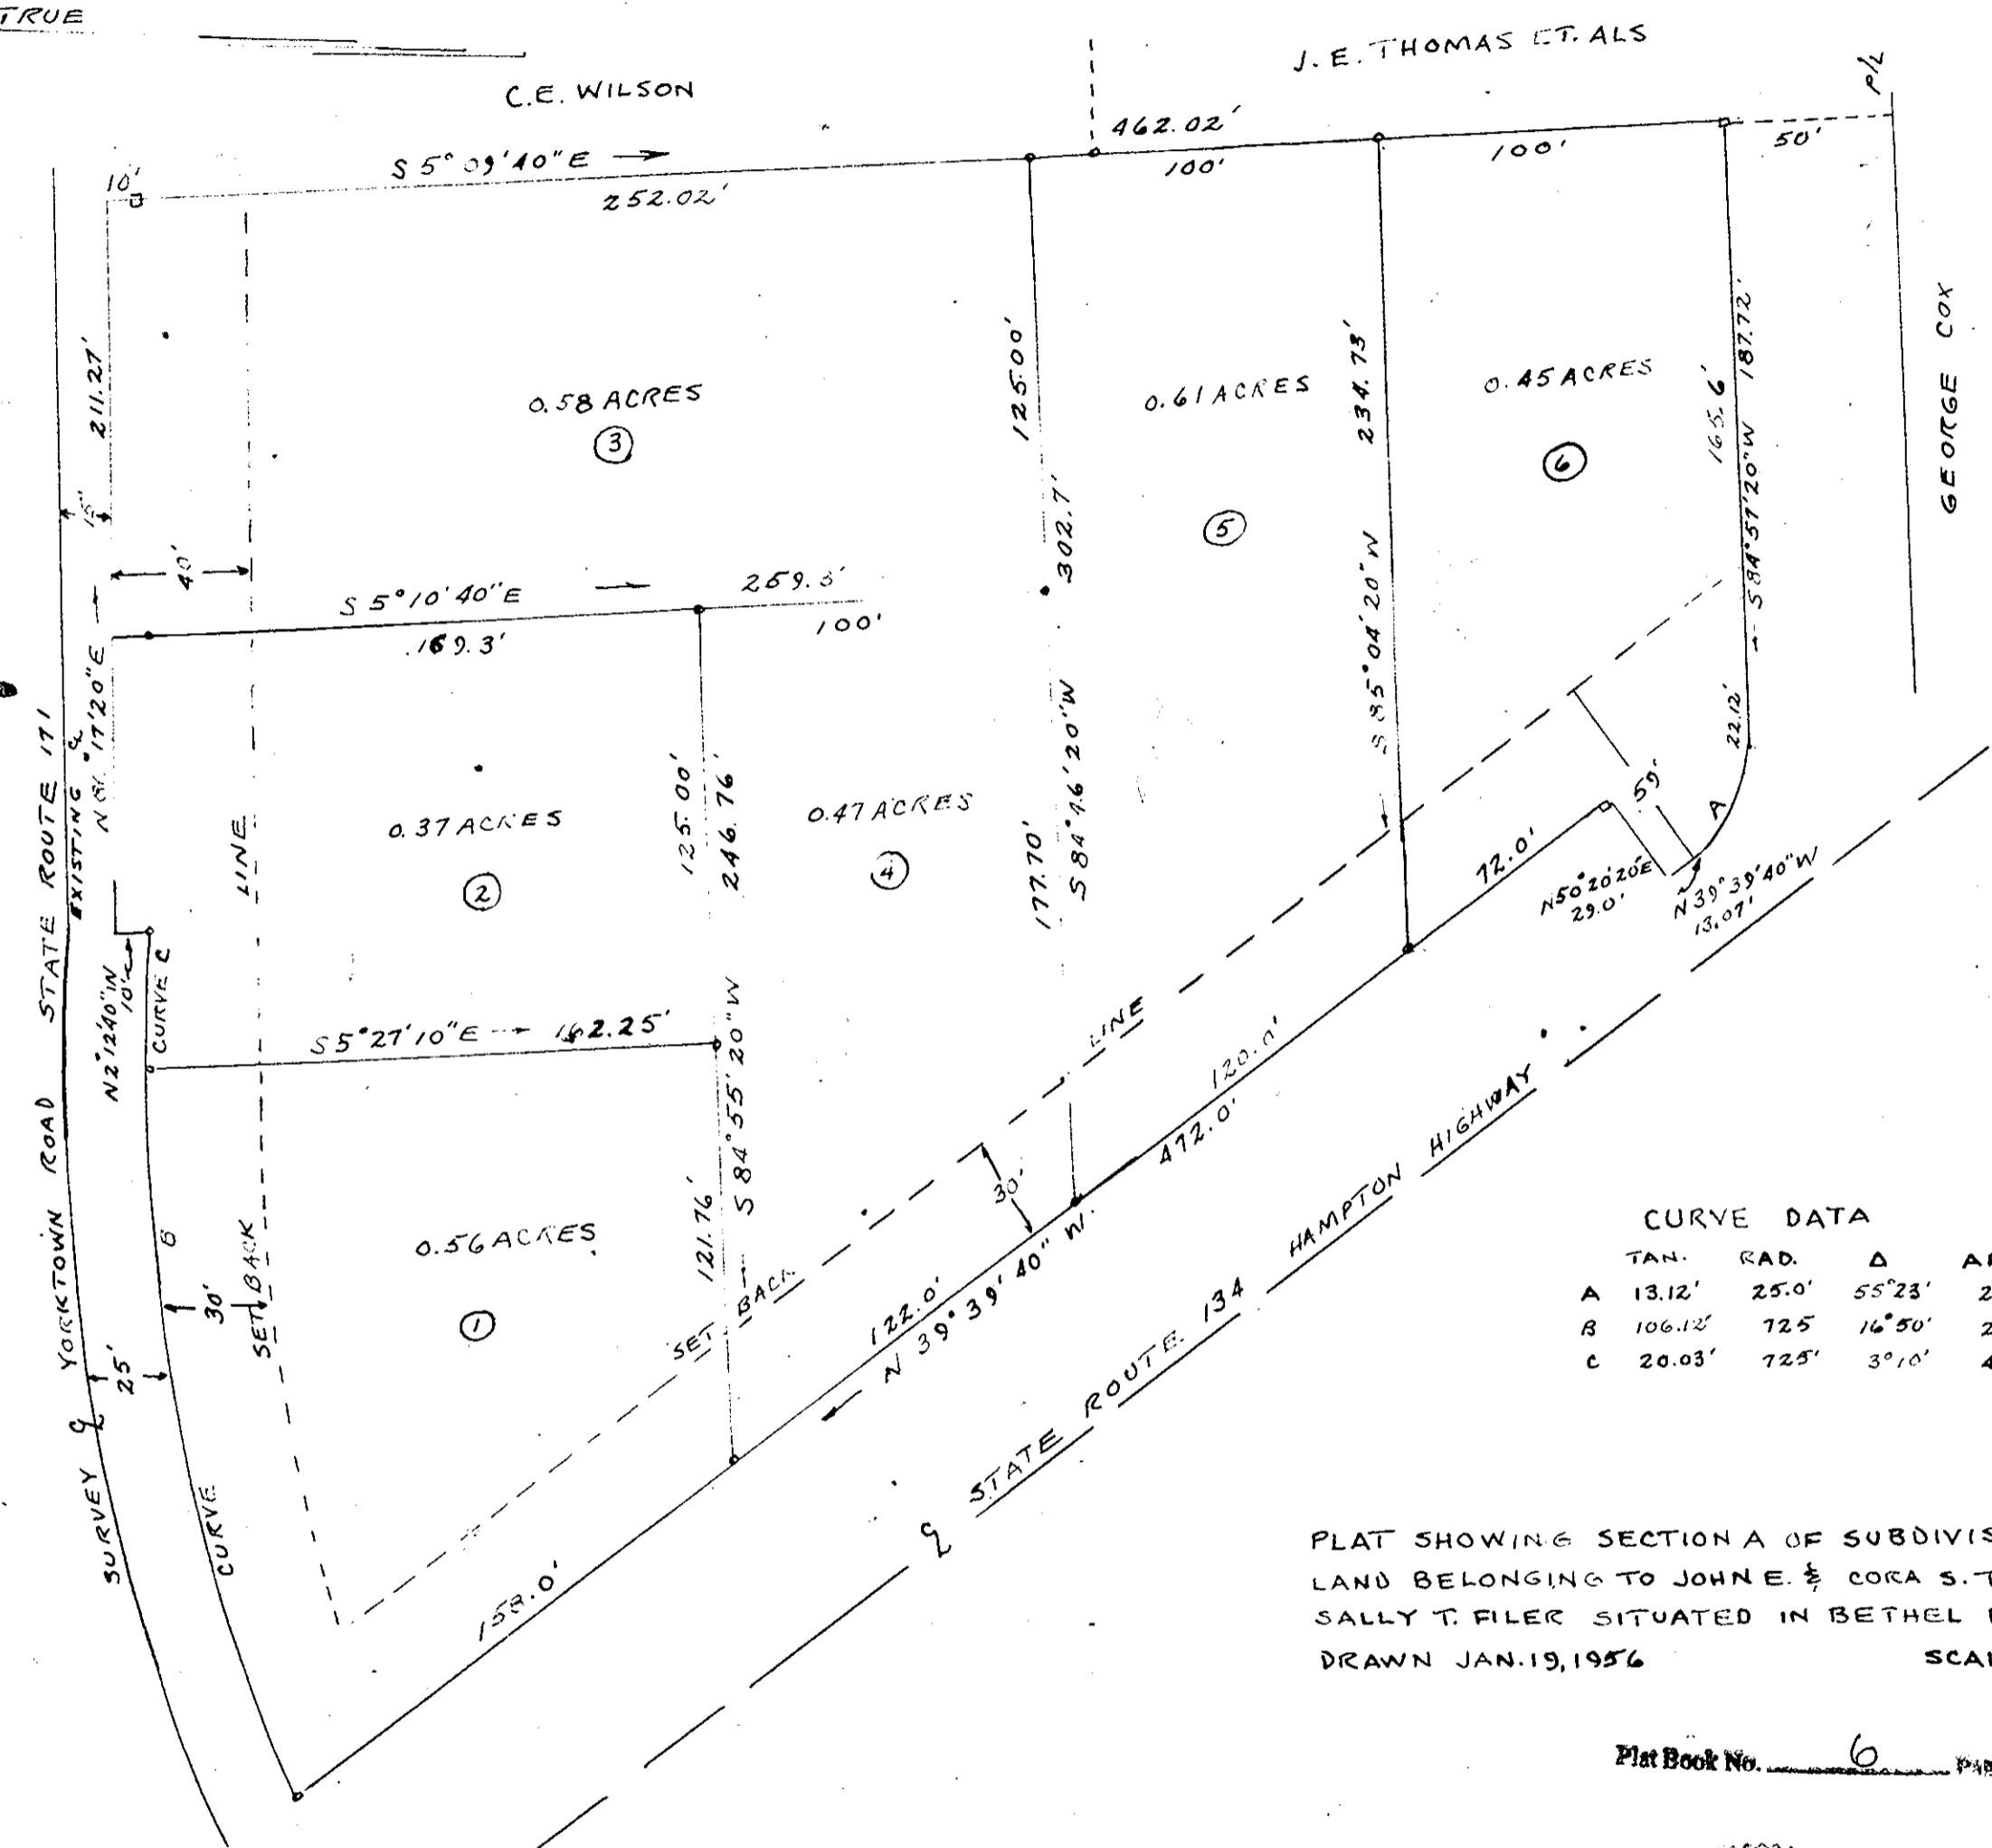 TRUE
C.E. WILSON
J. E. THOMAS ET. ALS
P/L
10'
S 5° 09' 40" E
252.02'
462.02'
100'
100'
50'
GEORGE COX
211.27'
15'
40'
0.58 ACRES
3
125.00'
302.7'
S 84° 46' 20" W
177.70'
0.61 ACRES
5
234.73'
S 85° 04' 20" W
0.45 ACRES
6
165.6'
187.72'
S 84° 57' 20" W
22.12'
S 5° 10' 40" E
169.3'
100'
STATE ROUTE 171
EXISTING
YORKTOWN ROAD
SURVEY ℄
LINE
SET BACK
0.37 ACRES
2
125.00'
246.76'
0.47 ACRES
4
A
59'
72.0'
N 50° 20' 20" E
29.0'
N 39° 39' 40" W
13.07'
N 2° 12' 40" W
10'
CURVE C
S 5° 27' 10" E
162.25'
S 84° 55' 20" W
121.76'
0.56 ACRES
1
B
30'
25'
CURVE
LINE
SET BACK
30'
120.0'
472.0'
122.0'
N 39° 39' 40" W.
158.0'
℄ STATE ROUTE 134 HAMPTON HIGHWAY
CURVE DATA
TAN. RAD. Δ
A 13.12' 25.0' 55°23' 2
B 106.12' 725 16°50' 2
C 20.03' 725' 3°10' 4
PLAT SHOWING SECTION A OF SUBDIVIS
LAND BELONGING TO JOHN E. & CORA S. T
SALLY T. FILER SITUATED IN BETHEL
DRAWN JAN. 19, 1956
Plat Book No. 6